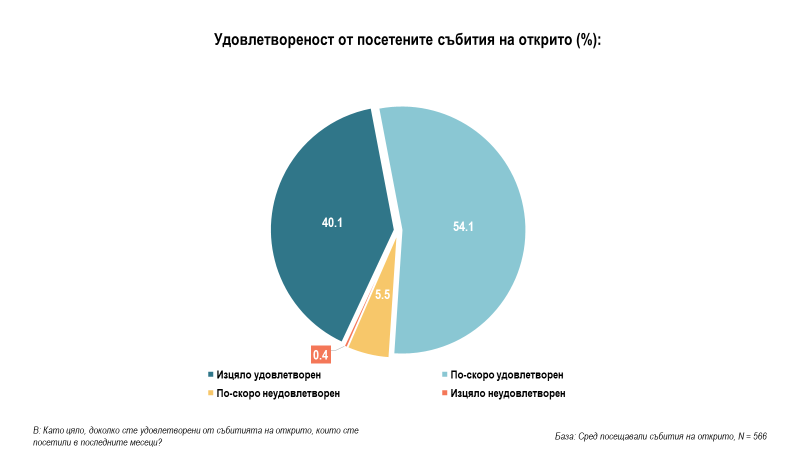 Удовлетвореност от посетените събития на открито (%):
40.1
54.1
5.5
0.4
Изцяло удовлетворен
По-скоро удовлетворен
По-скоро неудовлетворен
Изцяло неудовлетворен
В: Като цяло, доколко сте удовлетворени от събитията на открито, които сте
посетили в последните месеци?
База: Сред посещавали събития на открито, N = 566